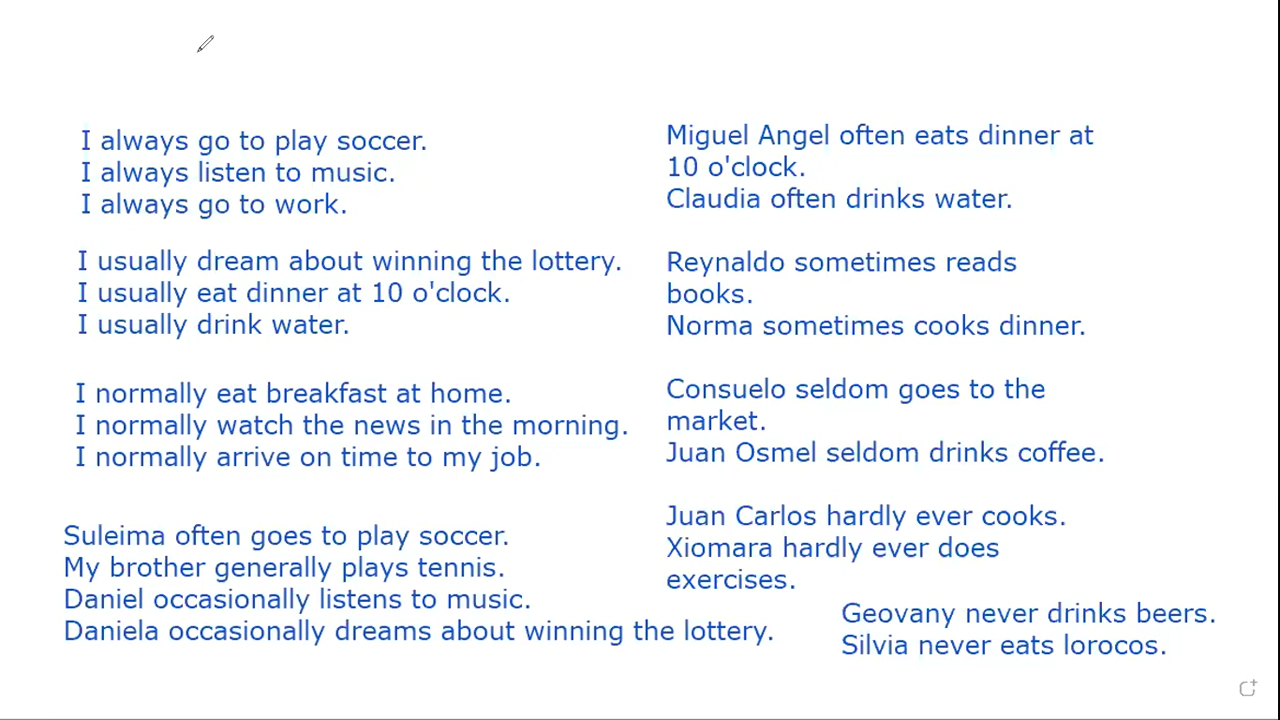 I always go to play soccer.
I always listen to music.
I always go to work.
I usually dream about winning the lottery.
I usually eat dinner at 10 o'clock.
I usually drink water.
I normally eat breakfast at home.
I normally watch the news in the morning.
I normally arrive on time to my job.
Suleima often goes to play soccer.
My brother generally plays tennis.
Daniel occasionally listens to music.
Daniela occasionally dreams about winning the lottery.
Miguel Angel often eats dinner at
10 o'clock.
Claudia often drinks water.
Reynaldo sometimes reads
books.
Norma sometimes cooks dinner.
Consuelo seldom goes to the
market.
Juan Osmel seldom drinks coffee.
Juan Carlos hardly ever cooks.
Xiomara hardly ever does
exercises.
Geovany never drinks beers.
Silvia never eats lorocos.